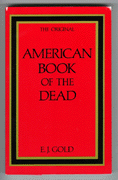 THE ORIGINAL
AMERICAN
BOOK
OF THE
DEAD
E.J. GOLD